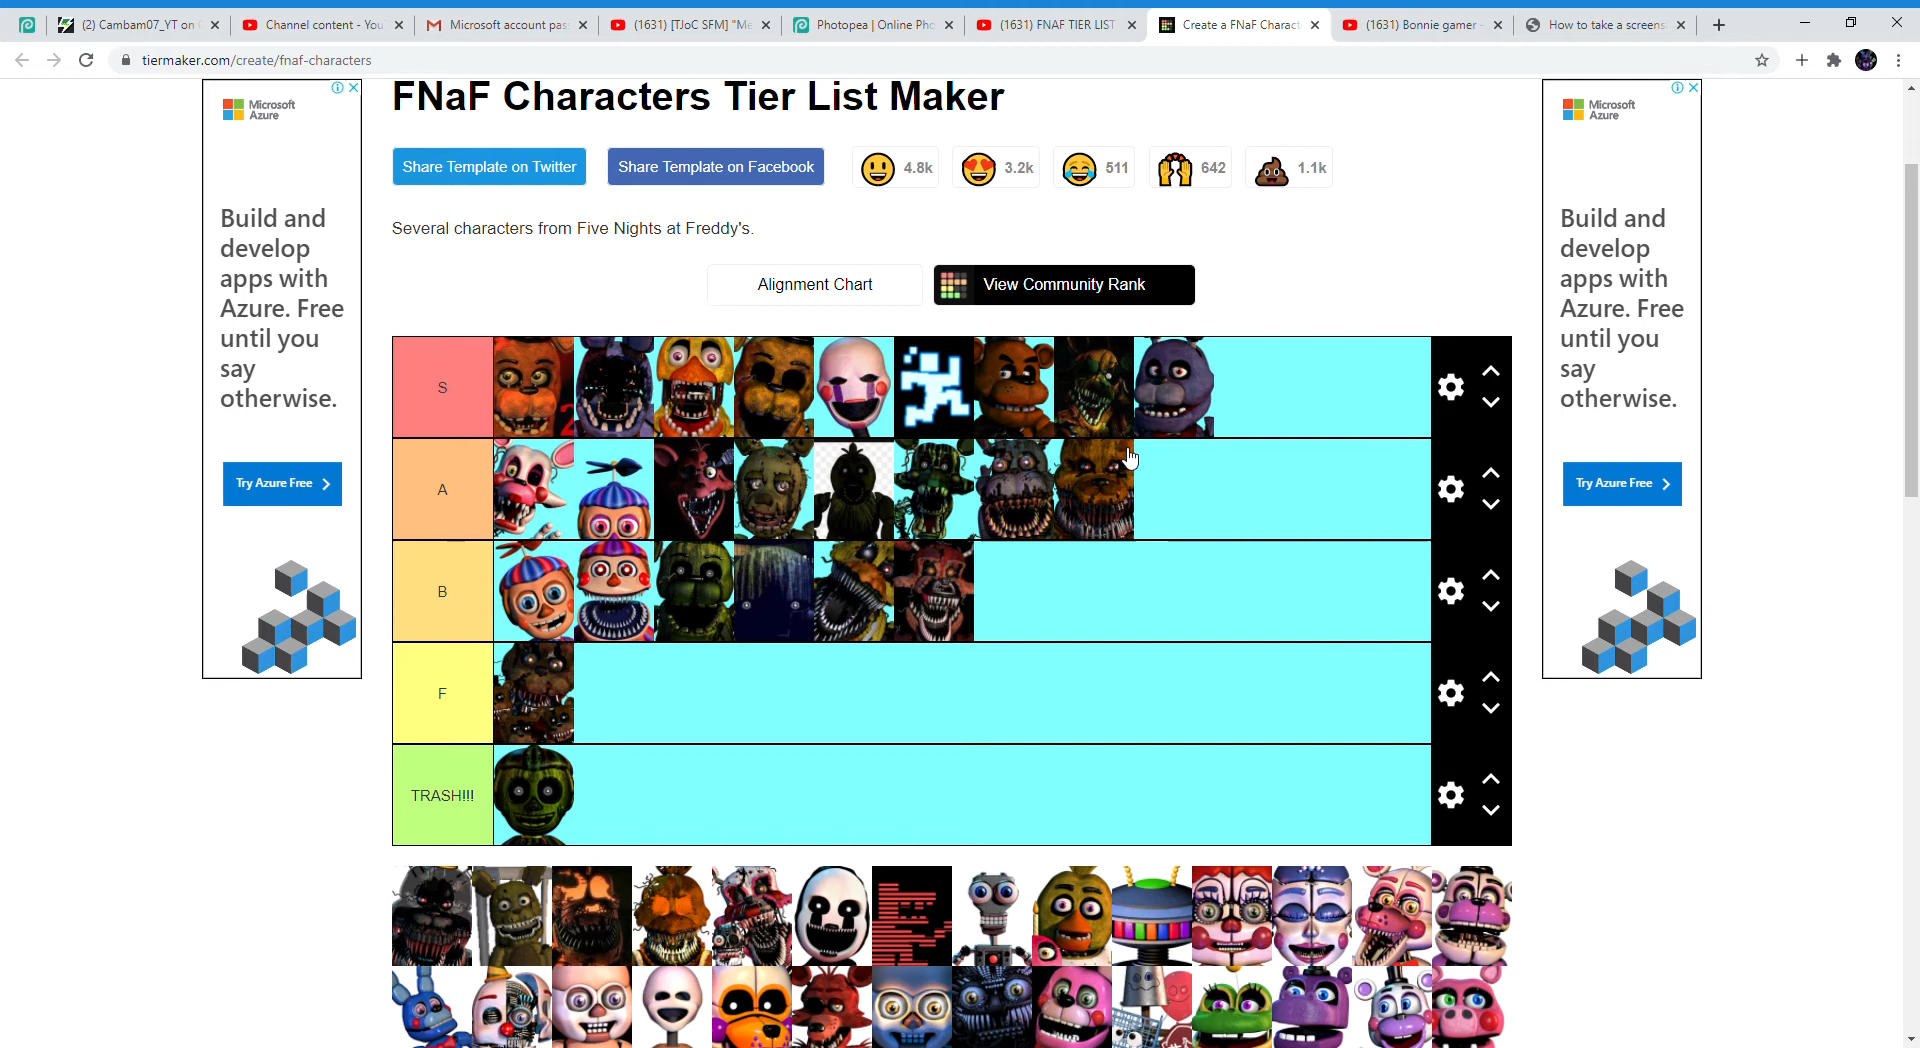 (2) Cambam07_YT on
Channel content - You
Microsoft account pas
(1631) [TJoC SFM] "Me
Photopea | Online Pho
(1631) FNAF TIER LIST
Create a FNaF Charact
(1631) Bonnie gamer -
How to take a screens
tiermaker.com/create/fnaf-characters
Microsoft
Azure
Build and
develop
apps with
Azure. Free
until you
say
otherwise.
Try Azure Free
FNaF Characters Tier List Maker
Share Template on Twitter
Share Template on Facebook
4.8k
3.2k
511
642
1.1k
Several characters from Five Nights at Freddy's.
Alignment Chart
View Community Rank
S
A
B
F
TRASH!!!
Microsoft
Azure
Build and
develop
apps with
Azure. Free
until you
say
otherwise.
Try Azure Free